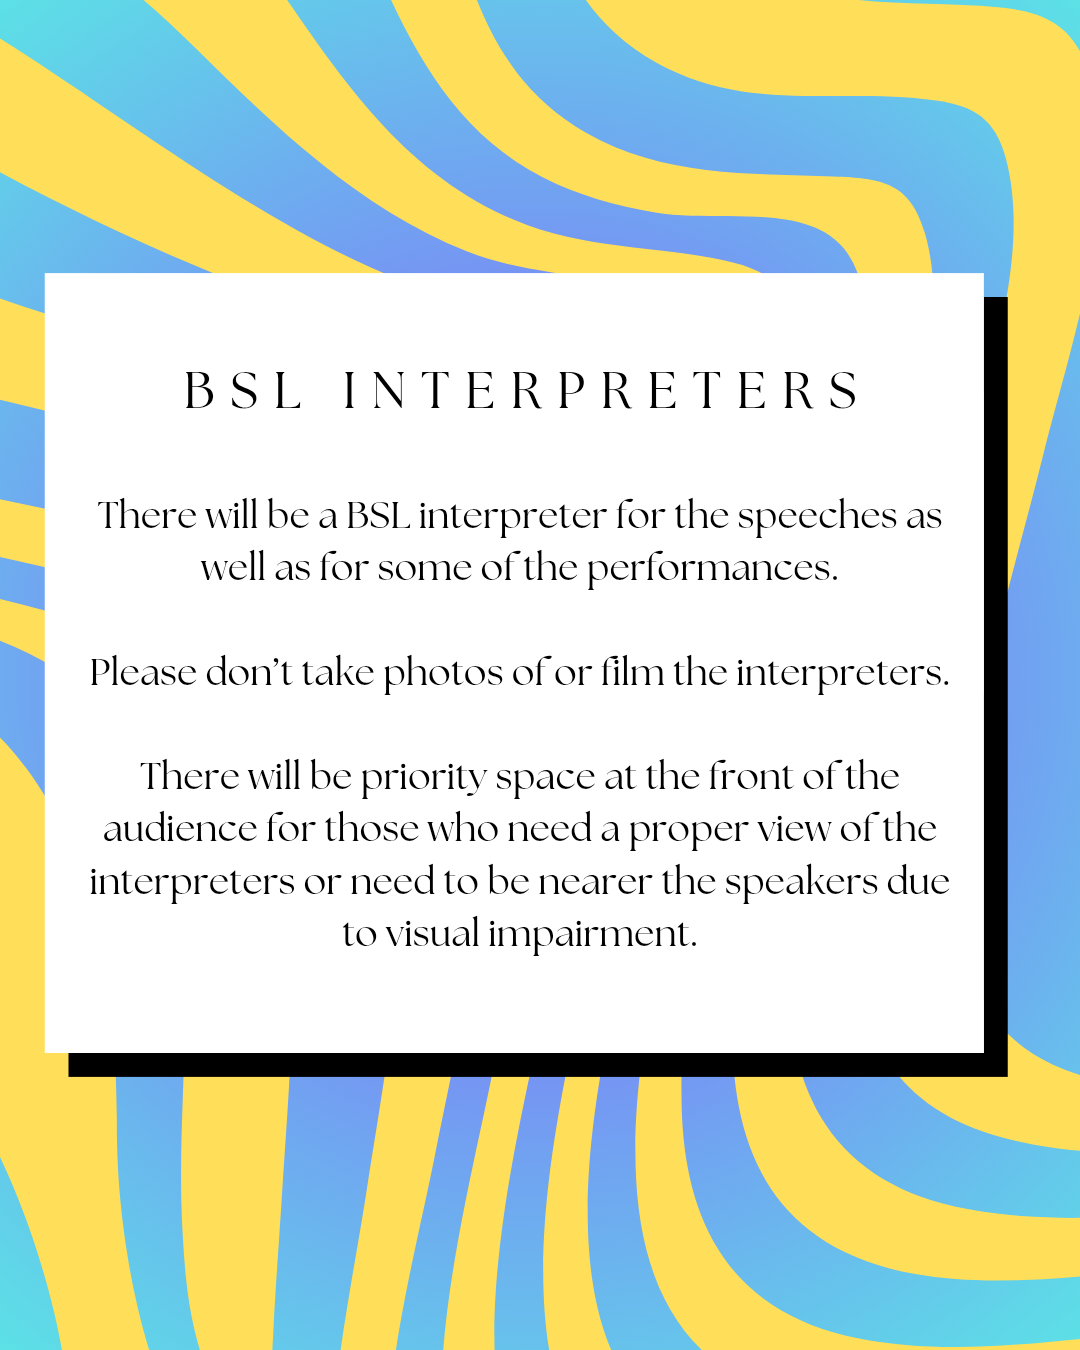 BSL INTERPRETERS
There will be a BSL interpreter for the speeches as
well as for some of the performances.
Please don’t take photos of or film the interpreters.
There will be priority space at the front of the
audience for those who need a proper view of the
interpreters or need to be nearer the speakers due
to visual impairment.